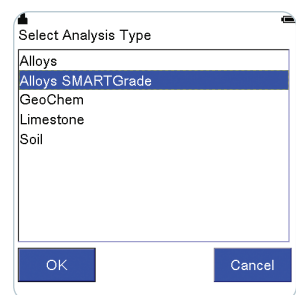 Select Analysis Type
Alloys
Alloys SMARTGrade
GeoChem
Limestone
Soil
OK
Cancel